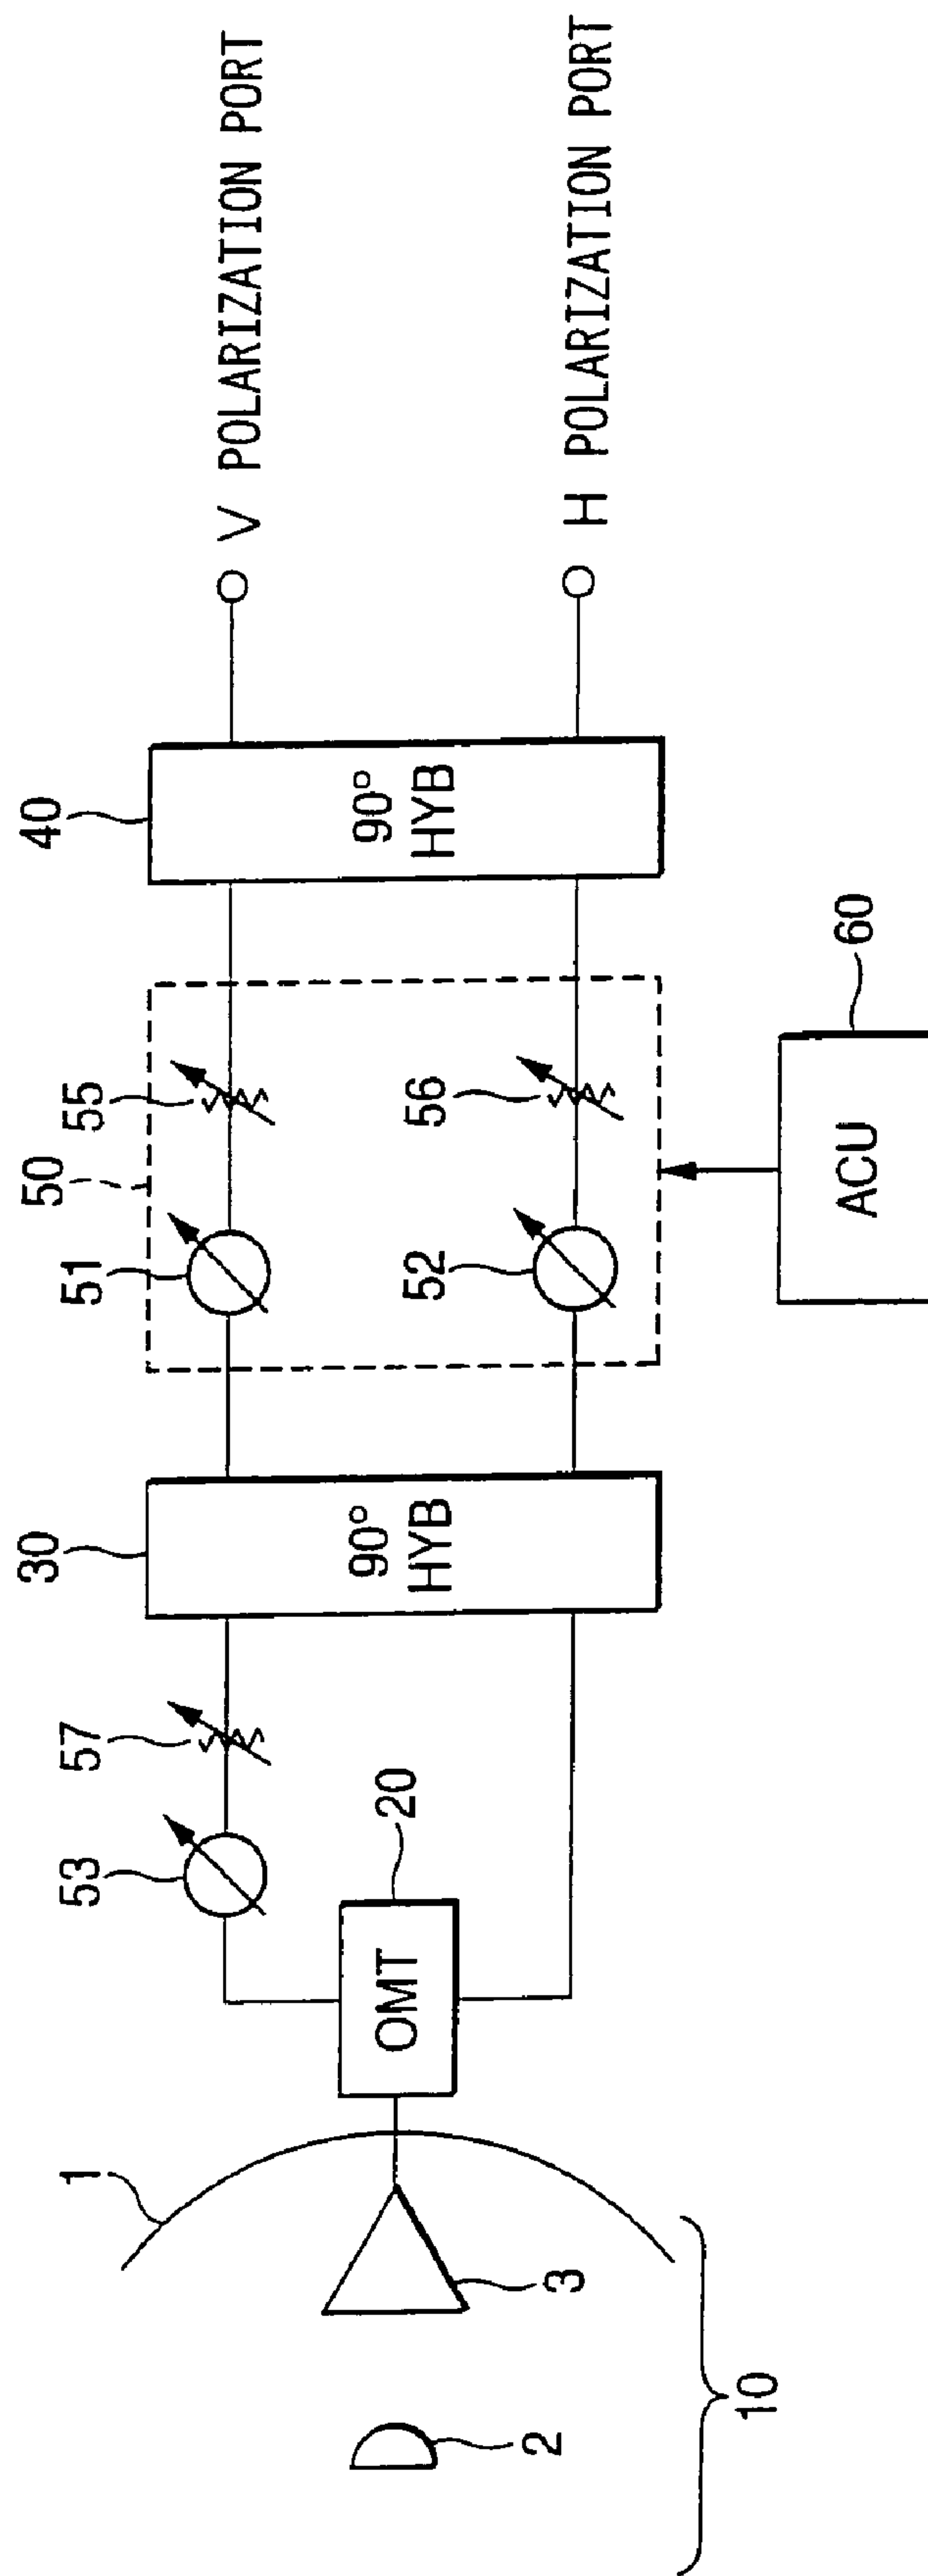 V POLARIZATION PORT
H POLARIZATION PORT
40
90°
HYB
50
55
51
56
52
60
ACU
30
90°
HYB
57
53
20
OMT
1
3
2
10